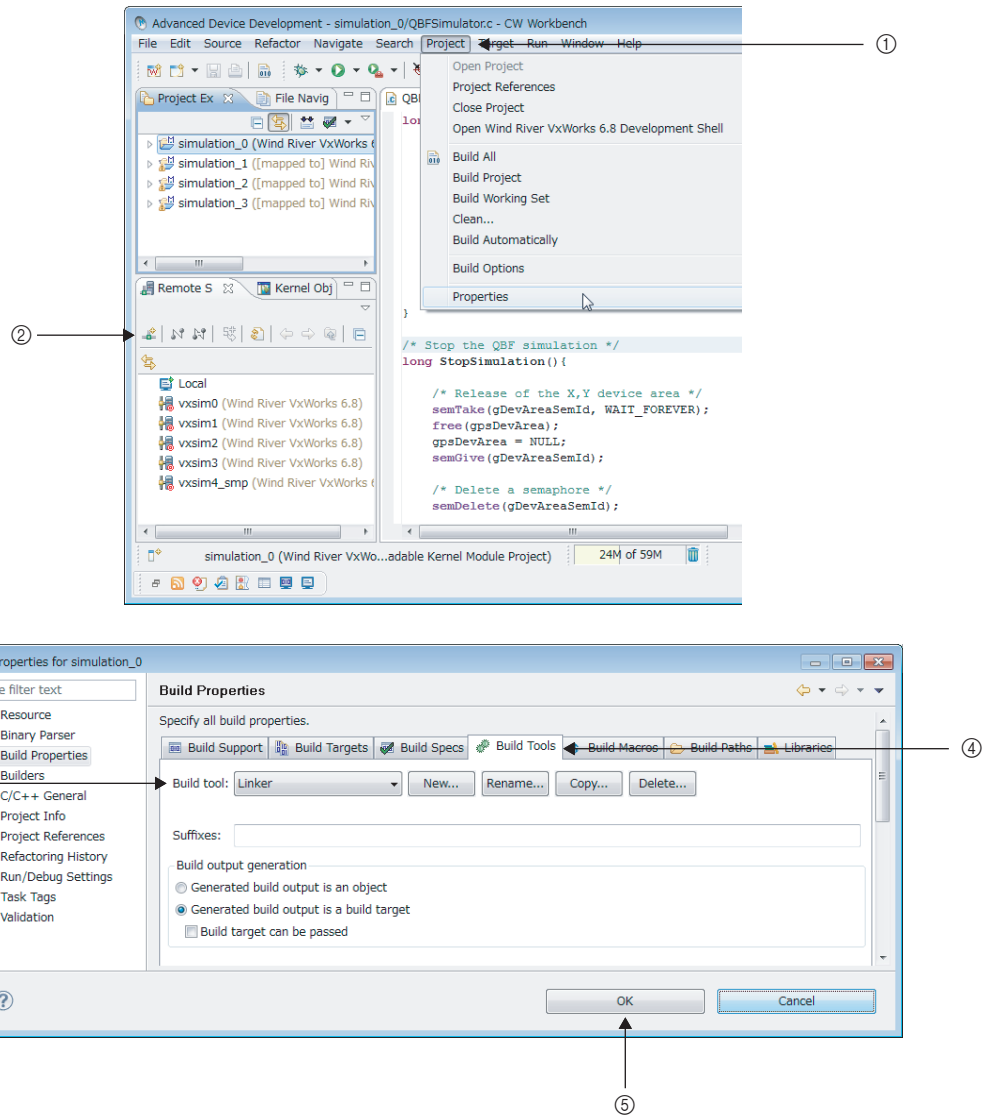 Advanced Device Development - simulation_0/QBFSimulator.c - CW Workbench
File Edit Source Refactor Navigate Search Project Target Run Window Help
①
Open Project
Project References
Close Project
Open Wind River VxWorks 6.8 Development Shell
Build All
Build Project
Build Working Set
Clean...
Build Automatically
Build Options
Properties
Project Ex
File Navig
simulation_0 (Wind River VxWorks 6
simulation_1 ([mapped to] Wind Riv
simulation_2 ([mapped to] Wind Riv
simulation_3 ([mapped to] Wind Riv
QB
lon
②
Remote S
Kernel Obj
Local
vxsim0 (Wind River VxWorks 6.8)
vxsim1 (Wind River VxWorks 6.8)
vxsim2 (Wind River VxWorks 6.8)
vxsim3 (Wind River VxWorks 6.8)
vxsim4_smp (Wind River VxWorks 6
}
/* Stop the QBF simulation */
long StopSimulation(){
/* Release of the X,Y device area */
semTake(gDevAreaSemId, WAIT_FOREVER);
free(gpsDevArea);
gpsDevArea = NULL;
semGive(gDevAreaSemId);
/* Delete a semaphore */
semDelete(gDevAreaSemId);
simulation_0 (Wind River VxWo...adable Kernel Module Project)
24M of 59M
roperties for simulation_0
e filter text
Resource
Binary Parser
Build Properties
Builders
C/C++ General
Project Info
Project References
Refactoring History
Run/Debug Settings
Task Tags
Validation
Build Properties
Specify all build properties.
Build Support Build Targets Build Specs Build Tools Build Macros Build Paths Libraries
④
Build tool: Linker New... Rename... Copy... Delete...
Suffixes:
Build output generation
Generated build output is an object
Generated build output is a build target
Build target can be passed
OK
Cancel
⑤